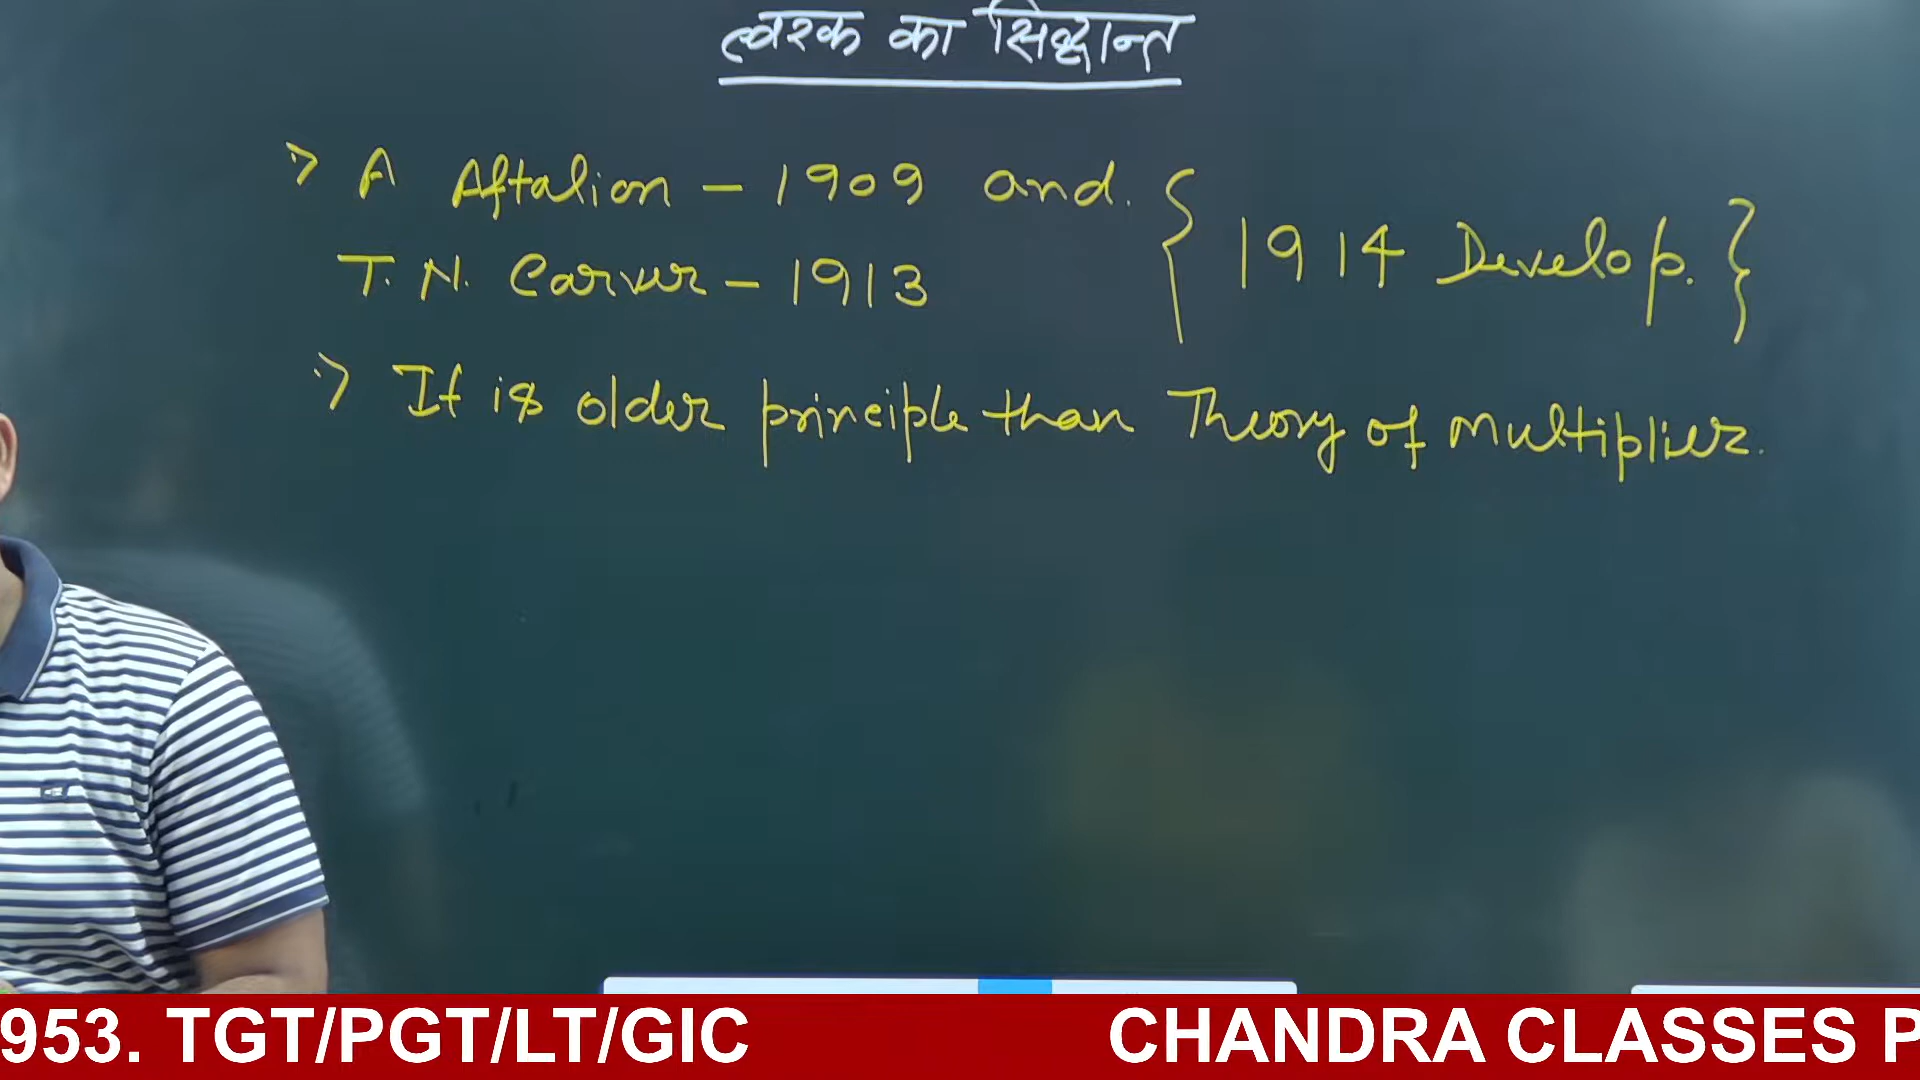 त्वरक का सिद्धान्त
A Aftalion - 1909 and. { 1914 Develop. }
T. N. Carver - 1913
It is older principle than Theory of multiplier.
953. TGT/PGT/LT/GIC CHANDRA CLASSES P